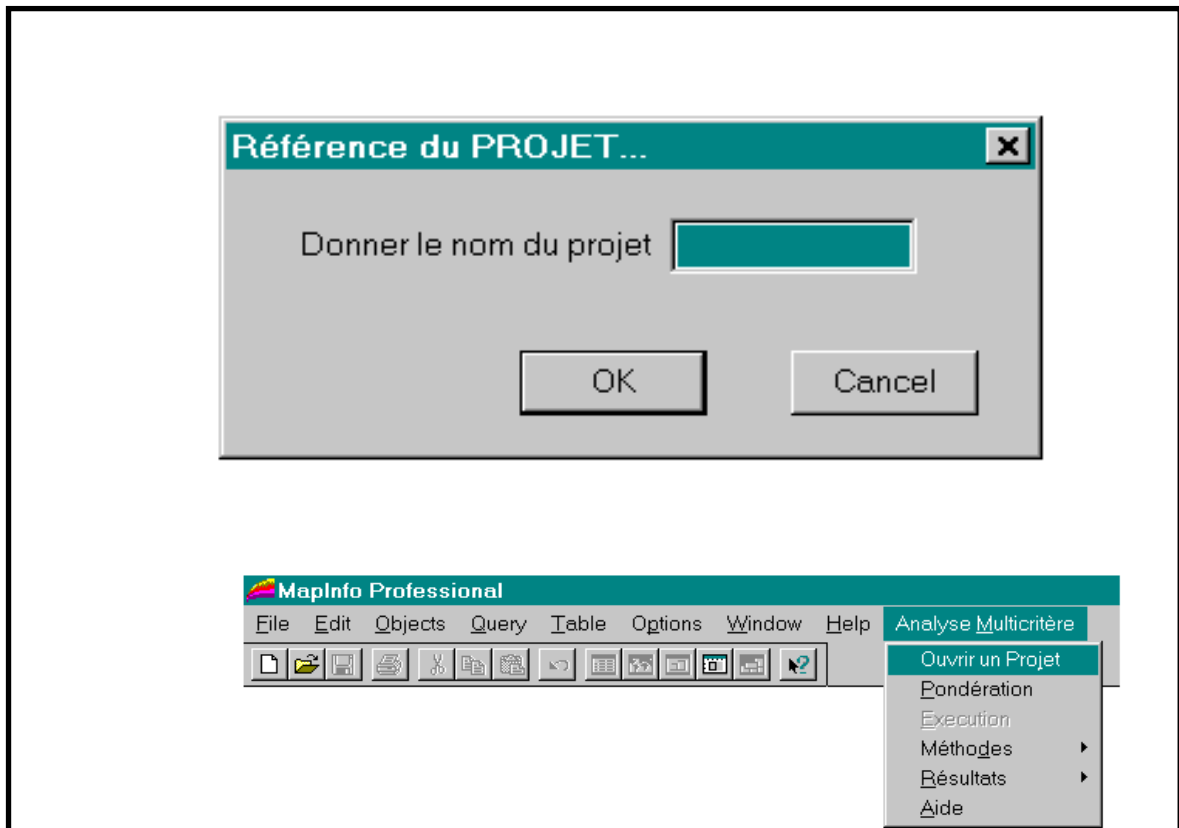 Référence du PROJET...
Donner le nom du projet
OK Cancel
MapInfo Professional
File Edit Objects Query Table Options Window Help Analyse Multicritère
Ouvrir un Projet
Pondération
Execution
Méthodes
Résultats
Aide